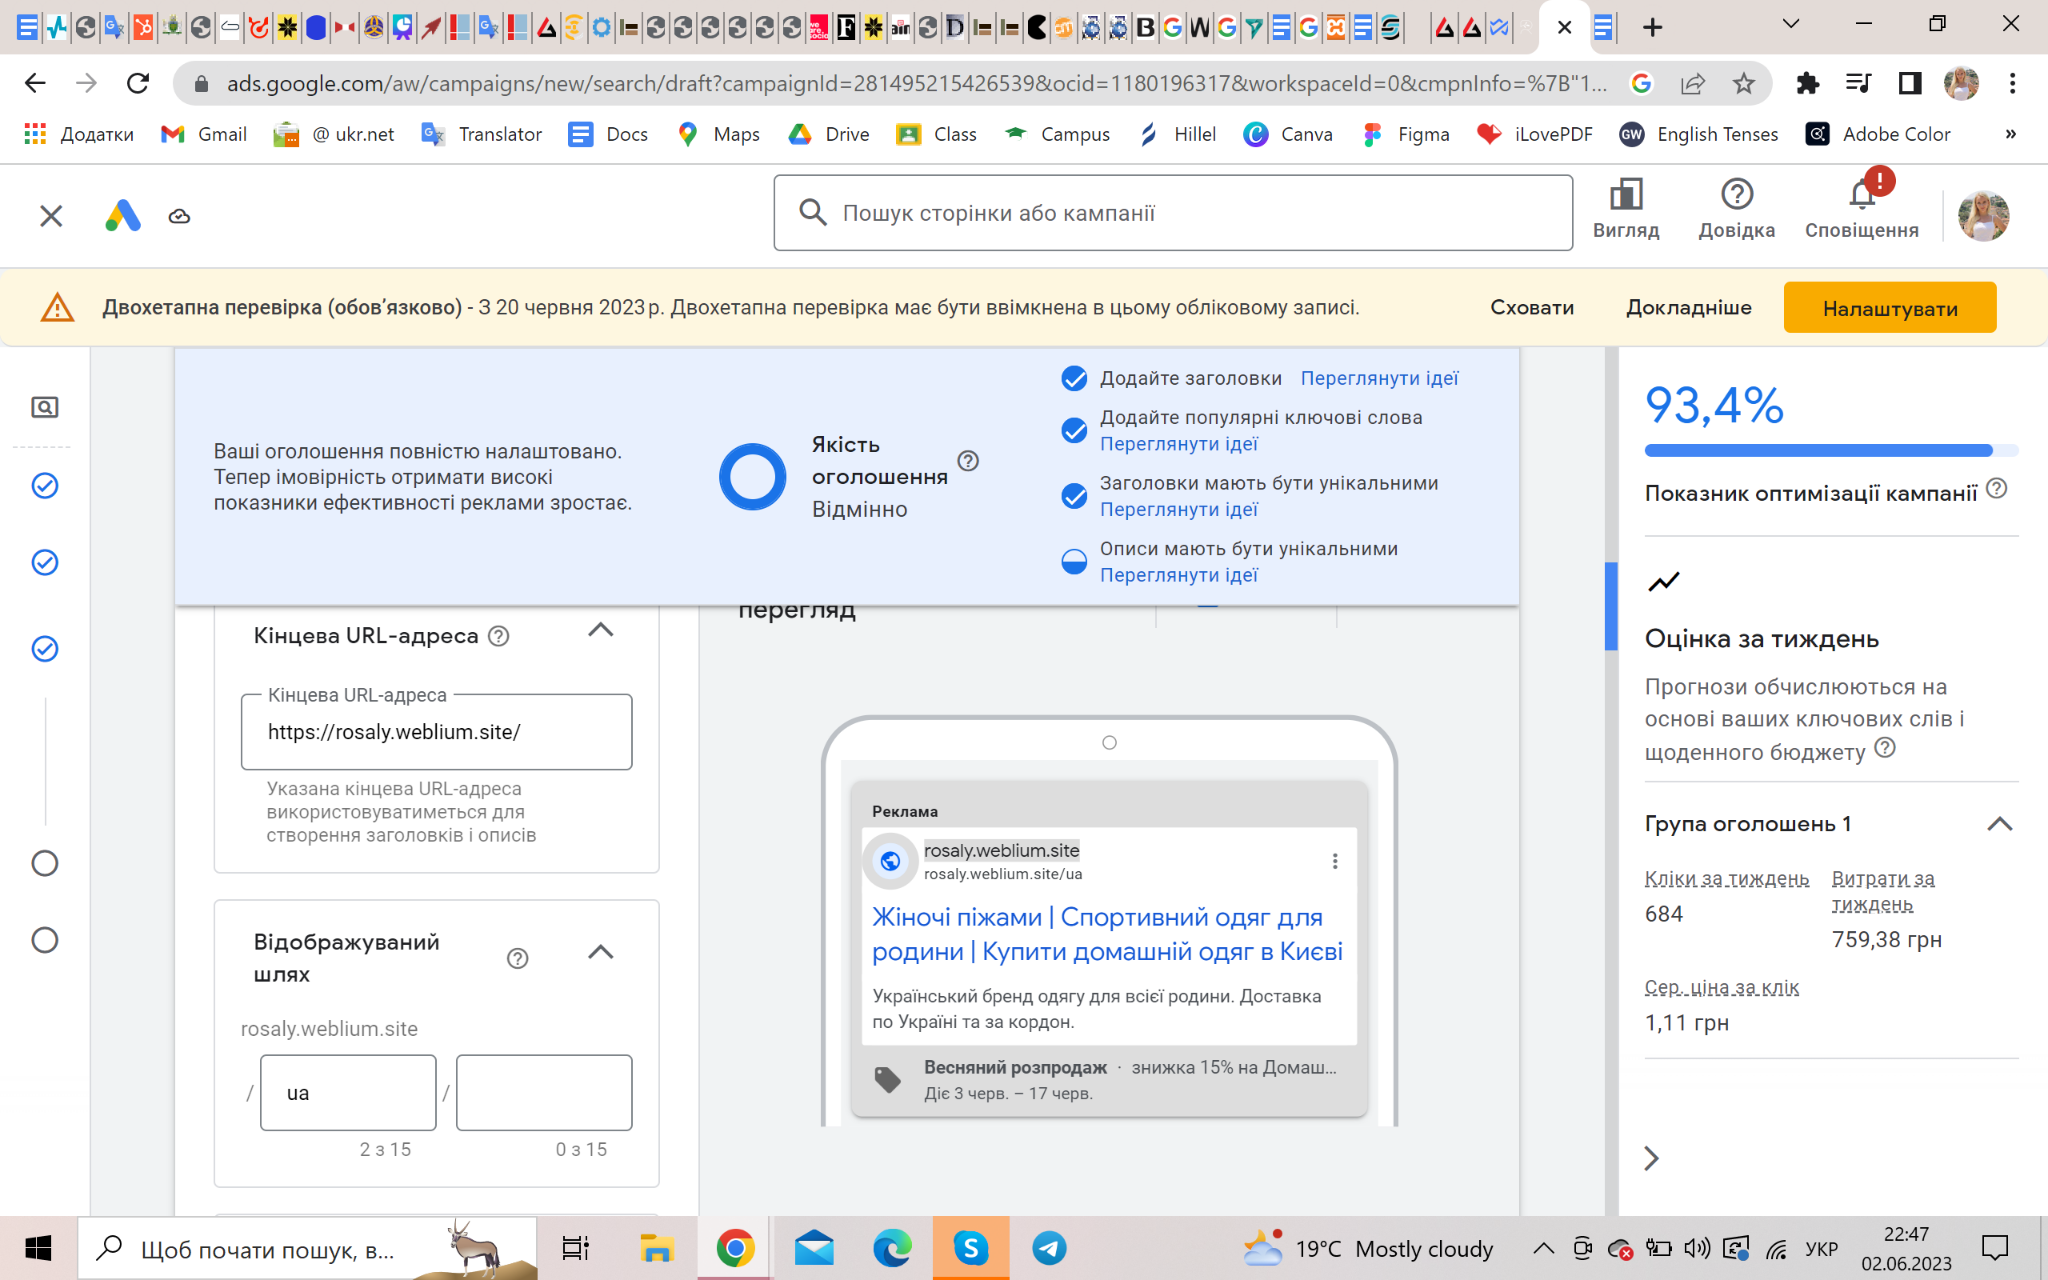 ads.google.com/aw/campaigns/new/search/draft?campaignId=281495215426539&ocid=1180196317&workspaceId=0&cmpnInfo=%7B"1...
Додатки
Gmail
@ ukr.net
Translator
Docs
Maps
Drive
Class
Campus
Hillel
Canva
Figma
iLovePDF
GW
English Tenses
Adobe Color
»
Пошук сторінки або кампанії
Вигляд
Довідка
Сповіщення
Двохетапна перевірка (обов’язково) - З 20 червня 2023 р. Двохетапна перевірка має бути ввімкнена в цьому обліковому записі.
Сховати
Докладніше
Налаштувати
Ваші оголошення повністю налаштовано.
Тепер імовірність отримати високі
показники ефективності реклами зростає.
Якість
оголошення
Відмінно
Додайте заголовки Переглянути ідеї
Додайте популярні ключові слова
Переглянути ідеї
Заголовки мають бути унікальними
Переглянути ідеї
Описи мають бути унікальними
Переглянути ідеї
перегляд
Кінцева URL-адреса
Кінцева URL-адреса
https://rosaly.weblium.site/
Указана кінцева URL-адреса
використовуватиметься для
створення заголовків і описів
Відображуваний
шлях
rosaly.weblium.site
/ ua /
2 з 15
0 з 15
Реклама
rosaly.weblium.site
rosaly.weblium.site/ua
Жіночі піжами | Спортивний одяг для
родини | Купити домашній одяг в Києві
Український бренд одягу для всієї родини. Доставка
по Україні та за кордон.
Весняний розпродаж · знижка 15% на Домаш...
Діє 3 черв. – 17 черв.
93,4%
Показник оптимізації кампанії
Оцінка за тиждень
Прогнози обчислюються на
основі ваших ключових слів і
щоденного бюджету
Група оголошень 1
Кліки за тиждень
684
Витрати за
тиждень
759,38 грн
Сер. ціна за клік
1,11 грн
Щоб почати пошук, в...
19°C Mostly cloudy
УКР
22:47
02.06.2023